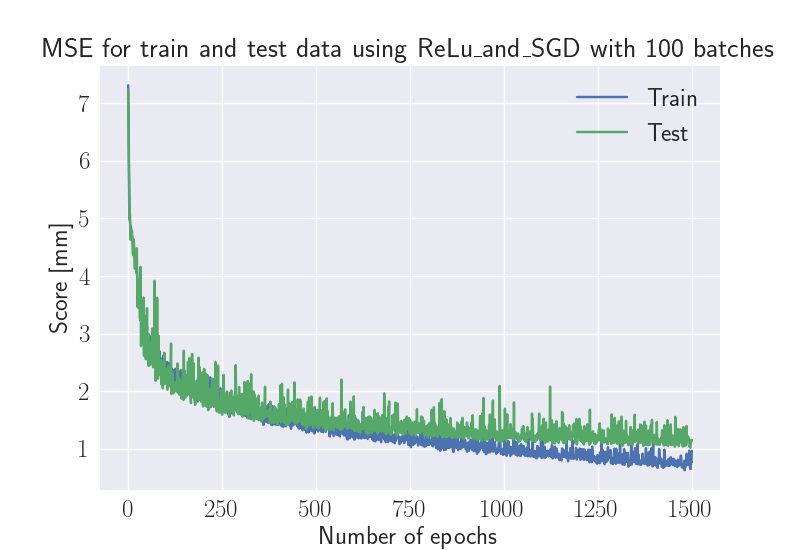 MSE for train and test data using ReLu_and_SGD with 100 batches
Train
Test
7
6
5
4
3
2
1
Score [mm]
0 250 500 750 1000 1250 1500
Number of epochs